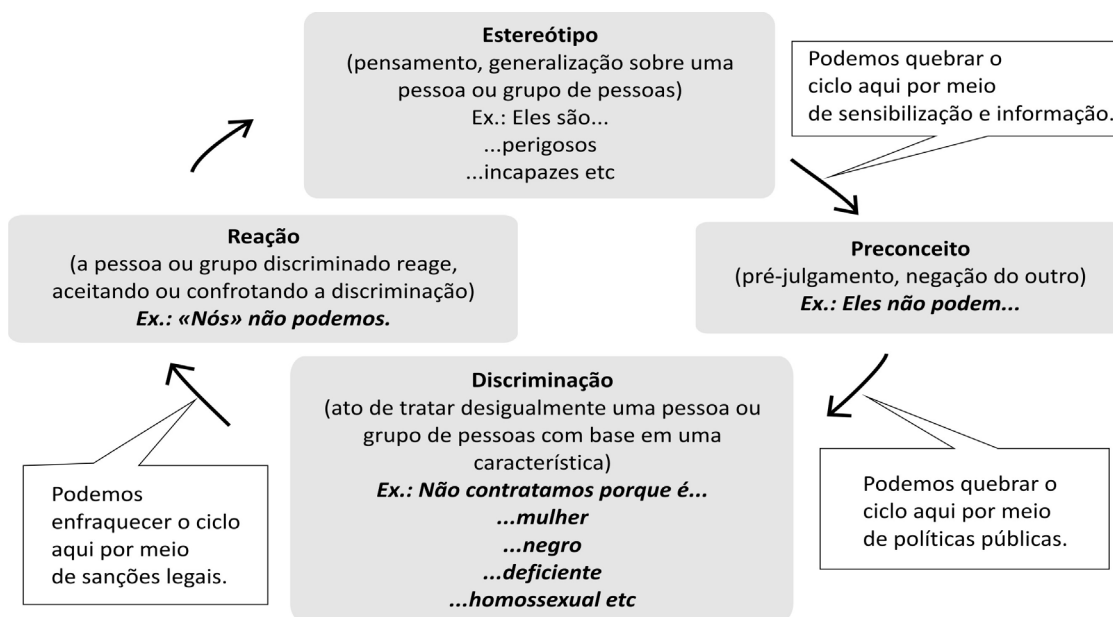 Estereótipo
(pensamento, generalização sobre uma
pessoa ou grupo de pessoas)
Ex.: Eles são...
...perigosos
...incapazes etc
Podemos quebrar o
ciclo aqui por meio
de sensibilização e informação.
Preconceito
(pré-julgamento, negação do outro)
Ex.: Eles não podem...
Podemos quebrar o
ciclo aqui por meio
de políticas públicas.
Discriminação
(ato de tratar desigualmente uma pessoa ou
grupo de pessoas com base em uma
característica)
Ex.: Não contratamos porque é...
...mulher
...negro
...deficiente
...homossexual etc
Podemos
enfraquecer o ciclo
aqui por meio
de sanções legais.
Reação
(a pessoa ou grupo discriminado reage,
aceitando ou confrotando a discriminação)
Ex.: «Nós» não podemos.